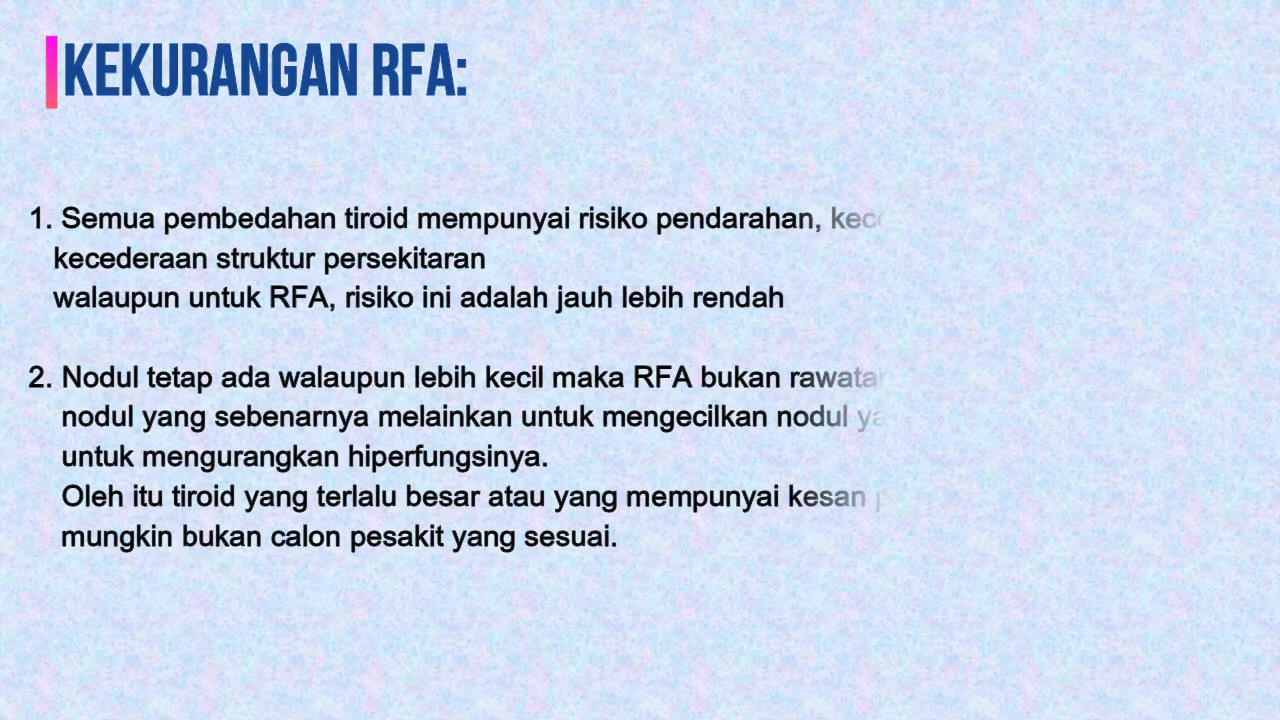 KEKURANGAN RFA:
1. Semua pembedahan tiroid mempunyai risiko pendarahan,
kecederaan struktur persekitaran
walaupun untuk RFA, risiko ini adalah jauh lebih rendah
2. Nodul tetap ada walaupun lebih kecil maka RFA bukan
nodul yang sebenarnya melainkan untuk mengecilkan nodul
untuk mengurangkan hiperfungsinya.
Oleh itu tiroid yang terlalu besar atau yang mempunyai kesan
mungkin bukan calon pesakit yang sesuai.